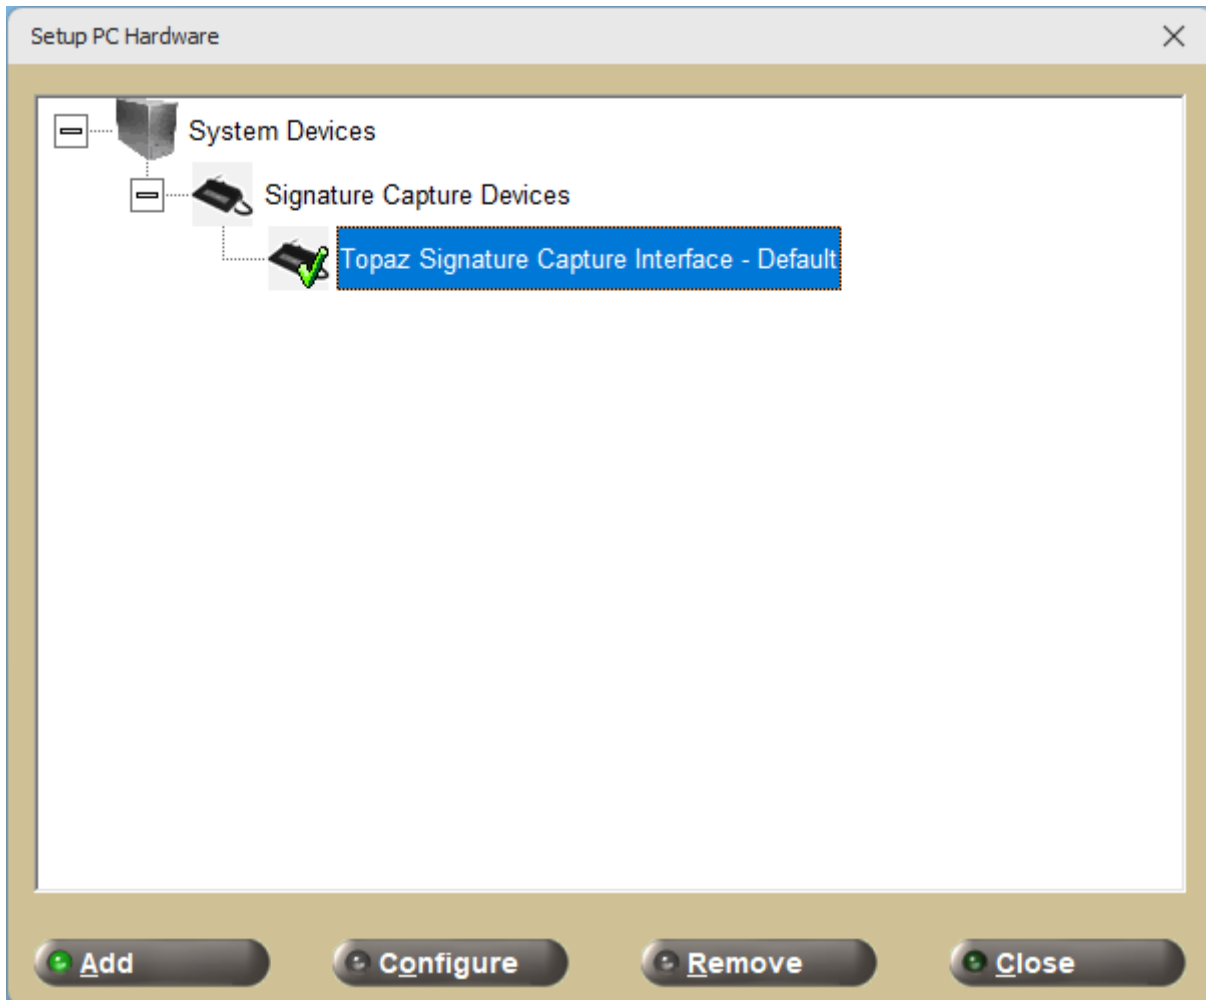 Setup PC Hardware
System Devices
Signature Capture Devices
Topaz Signature Capture Interface - Default
Add
Configure
Remove
Close